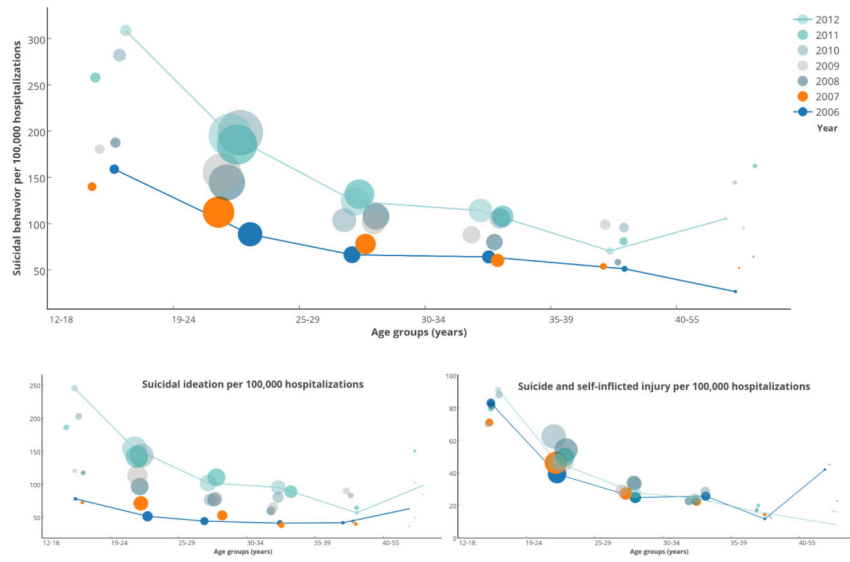 2012
2011
2010
2009
2008
2007
2006
Year
Suicidal behavior per 100,000 hospitalizations
300
250
200
150
100
50
12-18 19-24 25-29 30-34 35-39 40-55
Age groups (years)
Suicidal ideation per 100,000 hospitalizations
250
200
150
100
50
12-18 19-24 25-29 30-34 35-39 40-55
Age groups (years)
Suicide and self-inflicted injury per 100,000 hospitalizations
100
80
60
40
20
0
12-18 19-24 25-29 30-34 35-39 40-55
Age groups (years)